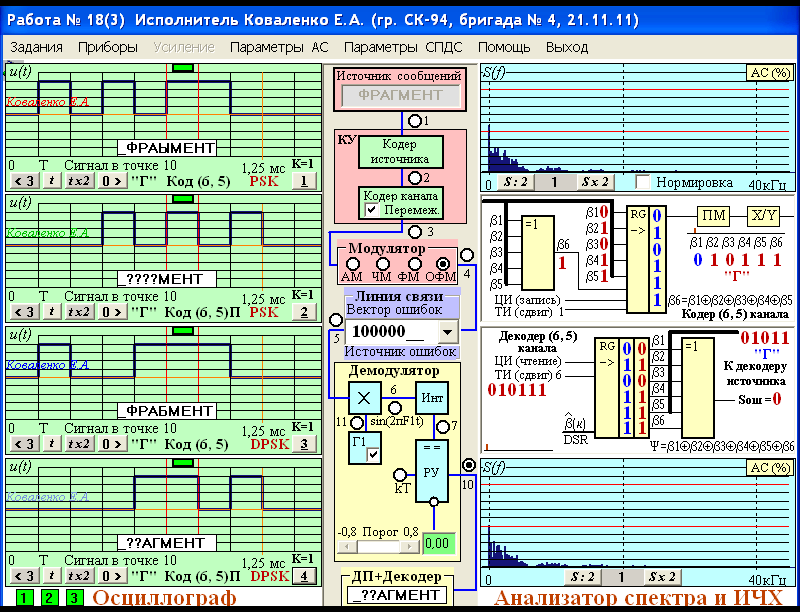 Работа № 18(3) Исполнитель Коваленко Е.А. (гр. СК-94, бригада № 4, 21.11.11)
Задания Приборы Усиление Параметры АС Параметры СПДС Помощь Выход
u(t)
Коваленко Е.А.
_ФРАЫМЕНТ
0 T Сигнал в точке 10 1,25 мс K=1
< 3 t t x2 0 > "Г" Код (6, 5) PSK 1
u(t)
Коваленко Е.А.
_????МЕНТ
0 T Сигнал в точке 10 1,25 мс K=1
< 3 t t x2 0 > "Г" Код (6, 5)П PSK 2
u(t)
Коваленко Е.А.
_ФРАБМЕНТ
0 T Сигнал в точке 10 1,25 мс K=1
< 3 t t x2 0 > "Г" Код (6, 5) DPSK 3
u(t)
Коваленко Е.А.
_??АГМЕНТ
0 T Сигнал в точке 10 1,25 мс K=1
< 3 t t x2 0 > "Г" Код (6, 5)П DPSK 4
1 2 3 Осциллограф
Источник сообщений
ФРАГМЕНТ
1
КУ
Кодер
источника
2
Кодер канала
Перемеж.
3
Модулятор
АМ ЧМ ФМ ОФМ
4
Линия связи
Вектор ошибок
100000__
Источник ошибок
5
Демодулятор
X 6 Инт
11 sin(2πF1t) 7
Г1
= =
РУ
кТ
10
-0,8 Порог 0,8
0,00
ДП+Декодер
_??АГМЕНТ
S(f) АС (%)
0 S : 2 1 S x 2 Нормировка 40кГц
β1
β2
β3
β4
β5
=1
β6
1
β1 0
β2 1
β3 0
β4 1
β5 1
RG
->
0
1
0
1
1
1
ПМ X/Y
β1 β2 β3 β4 β5 β6
0 1 0 1 1 1
"Г"
ЦИ (запись)
ТИ (сдвиг) 1
β6=β1⊕β2⊕β3⊕β4⊕β5
Кодер (6, 5) канала
Декодер (6, 5)
канала
ЦИ (чтение)
ТИ (сдвиг) 6
010111
β̂(к)
DSR
RG
->
0 0
1 1
0 0
1 1
1 1
1 1
β1
β2
β3
β4
β5
β6
=1
01011
"Г"
К декодеру
источника
Sош =0
Ψ=β1⊕β2⊕β3⊕β4⊕β5⊕β6
S(f) АС (%)
0 S : 2 1 S x 2 40кГц
Анализатор спектра и ИЧХ